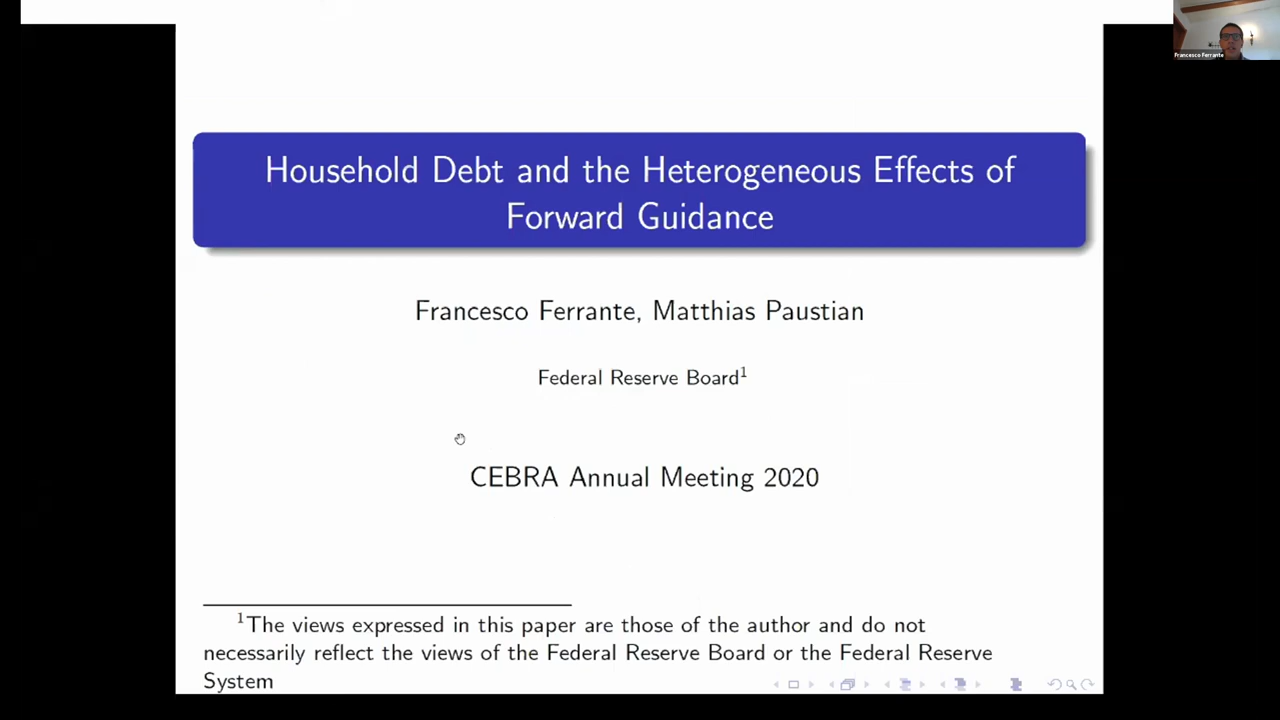 Francesco Ferrante
Household Debt and the Heterogeneous Effects of
Forward Guidance
Francesco Ferrante, Matthias Paustian
Federal Reserve Board¹
CEBRA Annual Meeting 2020
¹The views expressed in this paper are those of the author and do not
necessarily reflect the views of the Federal Reserve Board or the Federal Reserve
System